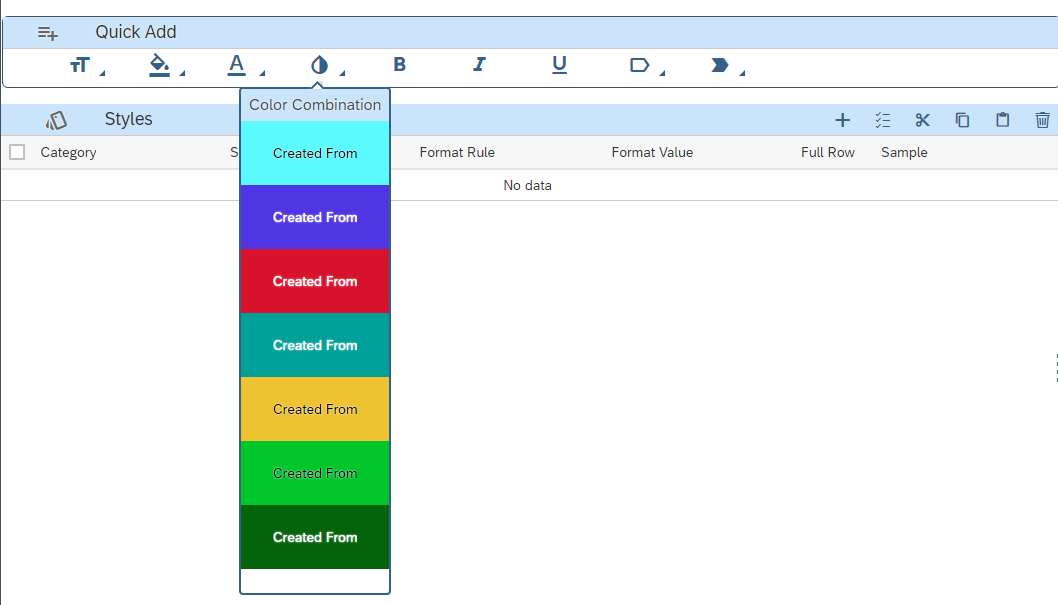 Quick Add
A B I U
Color Combination
Styles
Category S Format Rule Format Value Full Row Sample
No data
Created From
Created From
Created From
Created From
Created From
Created From
Created From